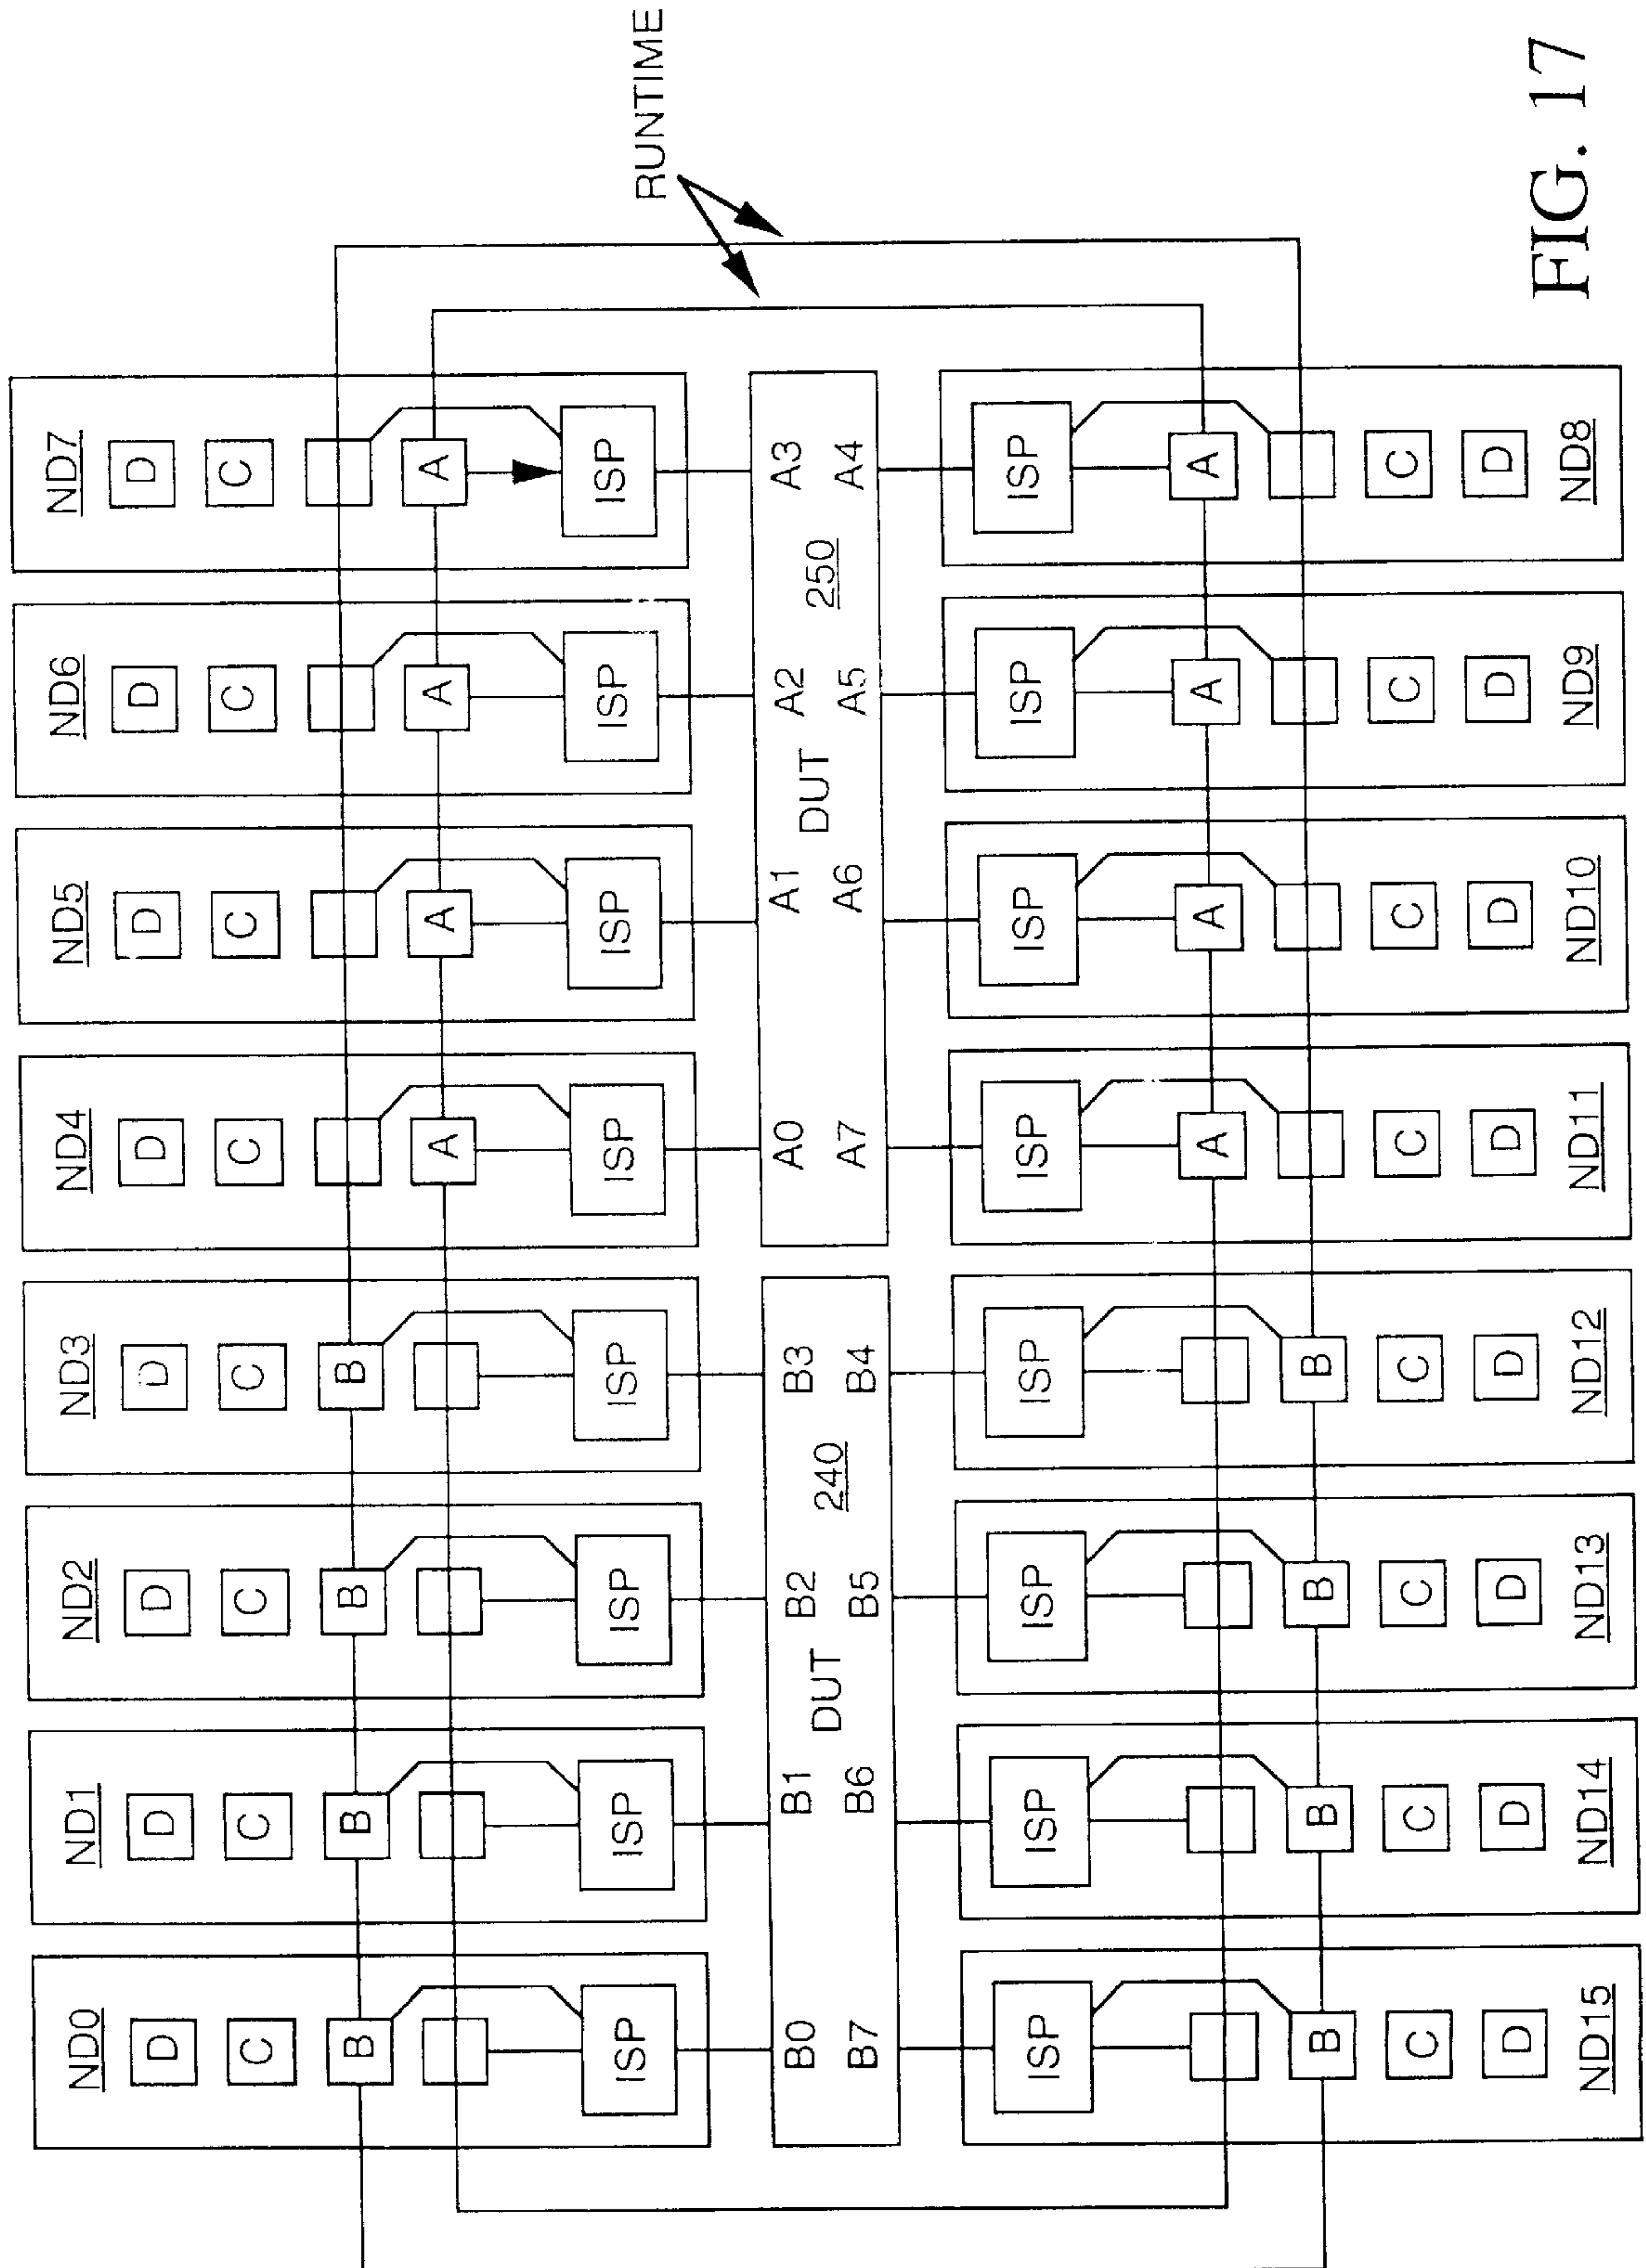 ND0 ND1 ND2 ND3 ND4 ND5 ND6 ND7
D D D D D D D D
C C C C C C C C
B B B B
A A A A
ISP ISP ISP ISP ISP ISP ISP ISP
RUNTIME
B0 B1 B2 B3 A0 A1 A2 A3
DUT 240 DUT 250
B7 B6 B5 B4 A7 A6 A5 A4
ISP ISP ISP ISP ISP ISP ISP ISP
A A A A
B B B B
C C C C C C C C
D D D D D D D D
ND15 ND14 ND13 ND12 ND11 ND10 ND9 ND8
FIG. 17